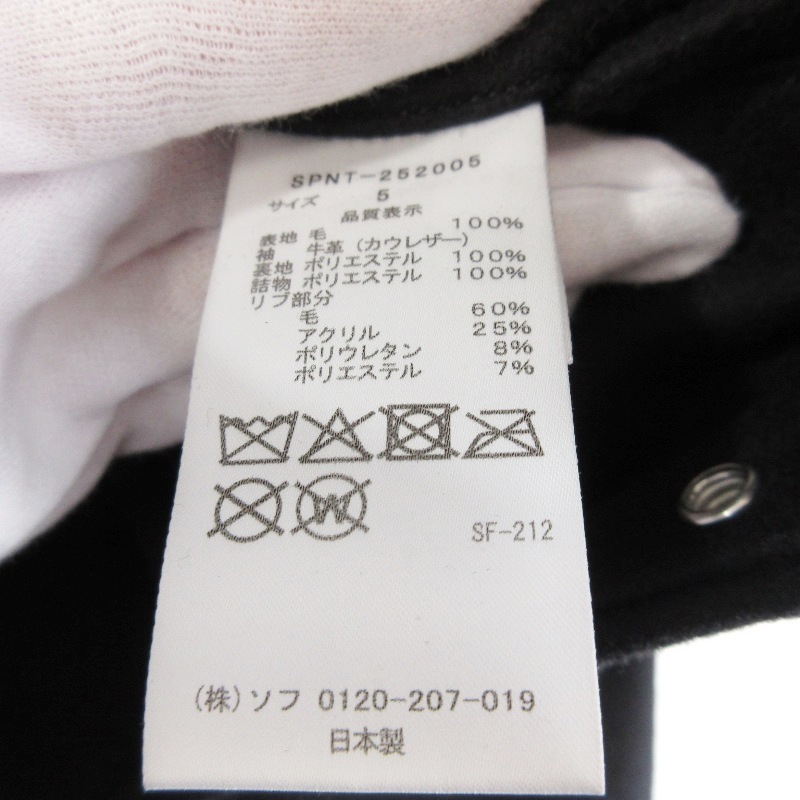 SPNT-252005
サイズ 5
品質表示
表地 毛 100%
袖 牛革 (カウレザー)
裏地 ポリエステル 100%
詰物 ポリエステル 100%
リブ部分
毛 60%
アクリル 25%
ポリウレタン 8%
ポリエステル 7%
W
SF-212
(株)ソフ 0120-207-019
日本製